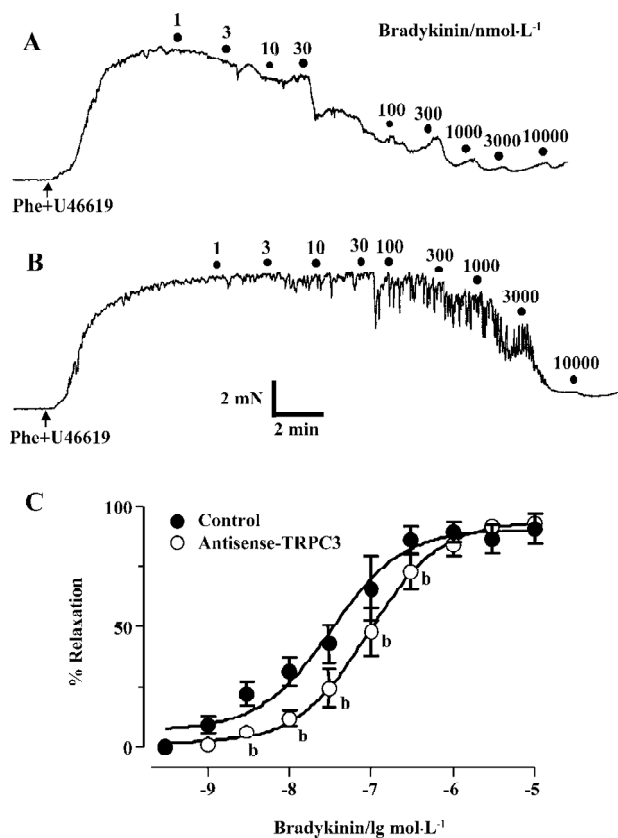 A
Bradykinin/nmol·L-1
1 3 10 30 100 300 1000 3000 10000
Phe+U46619
B
1 3 10 30 100 300 1000 3000 10000
2 mN
2 min
Phe+U46619
C
100
Control
Antisense-TRPC3
% Relaxation
50
0
b b b b b
-9 -8 -7 -6 -5
Bradykinin/lg mol·L-1